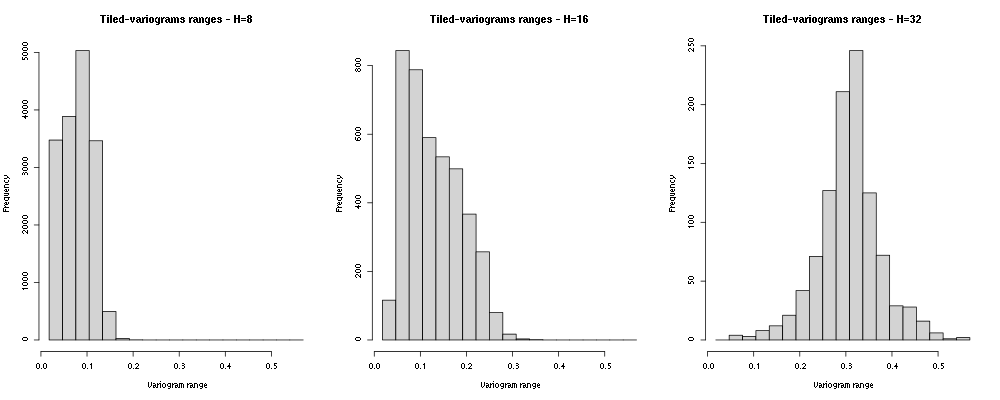 Tiled-variograms ranges - H=8
Frequency
5000
4000
3000
2000
1000
0
0.0 0.1 0.2 0.3 0.4 0.5
Variogram range
Tiled-variograms ranges - H=16
Frequency
800
600
400
200
0
0.0 0.1 0.2 0.3 0.4 0.5
Variogram range
Tiled-variograms ranges - H=32
Frequency
250
200
150
100
50
0
0.0 0.1 0.2 0.3 0.4 0.5
Variogram range